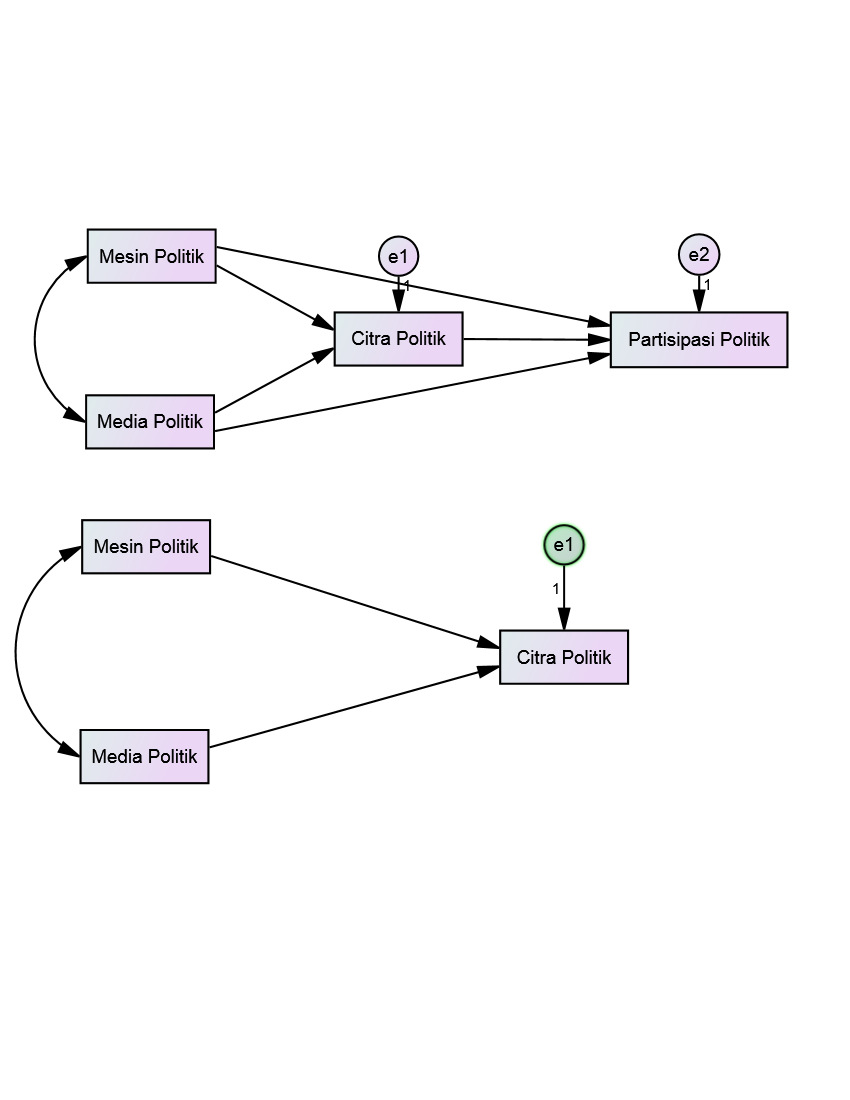 Mesin Politik
e1
e2
1
1
Citra Politik
Partisipasi Politik
Media Politik
Mesin Politik
e1
1
Citra Politik
Media Politik